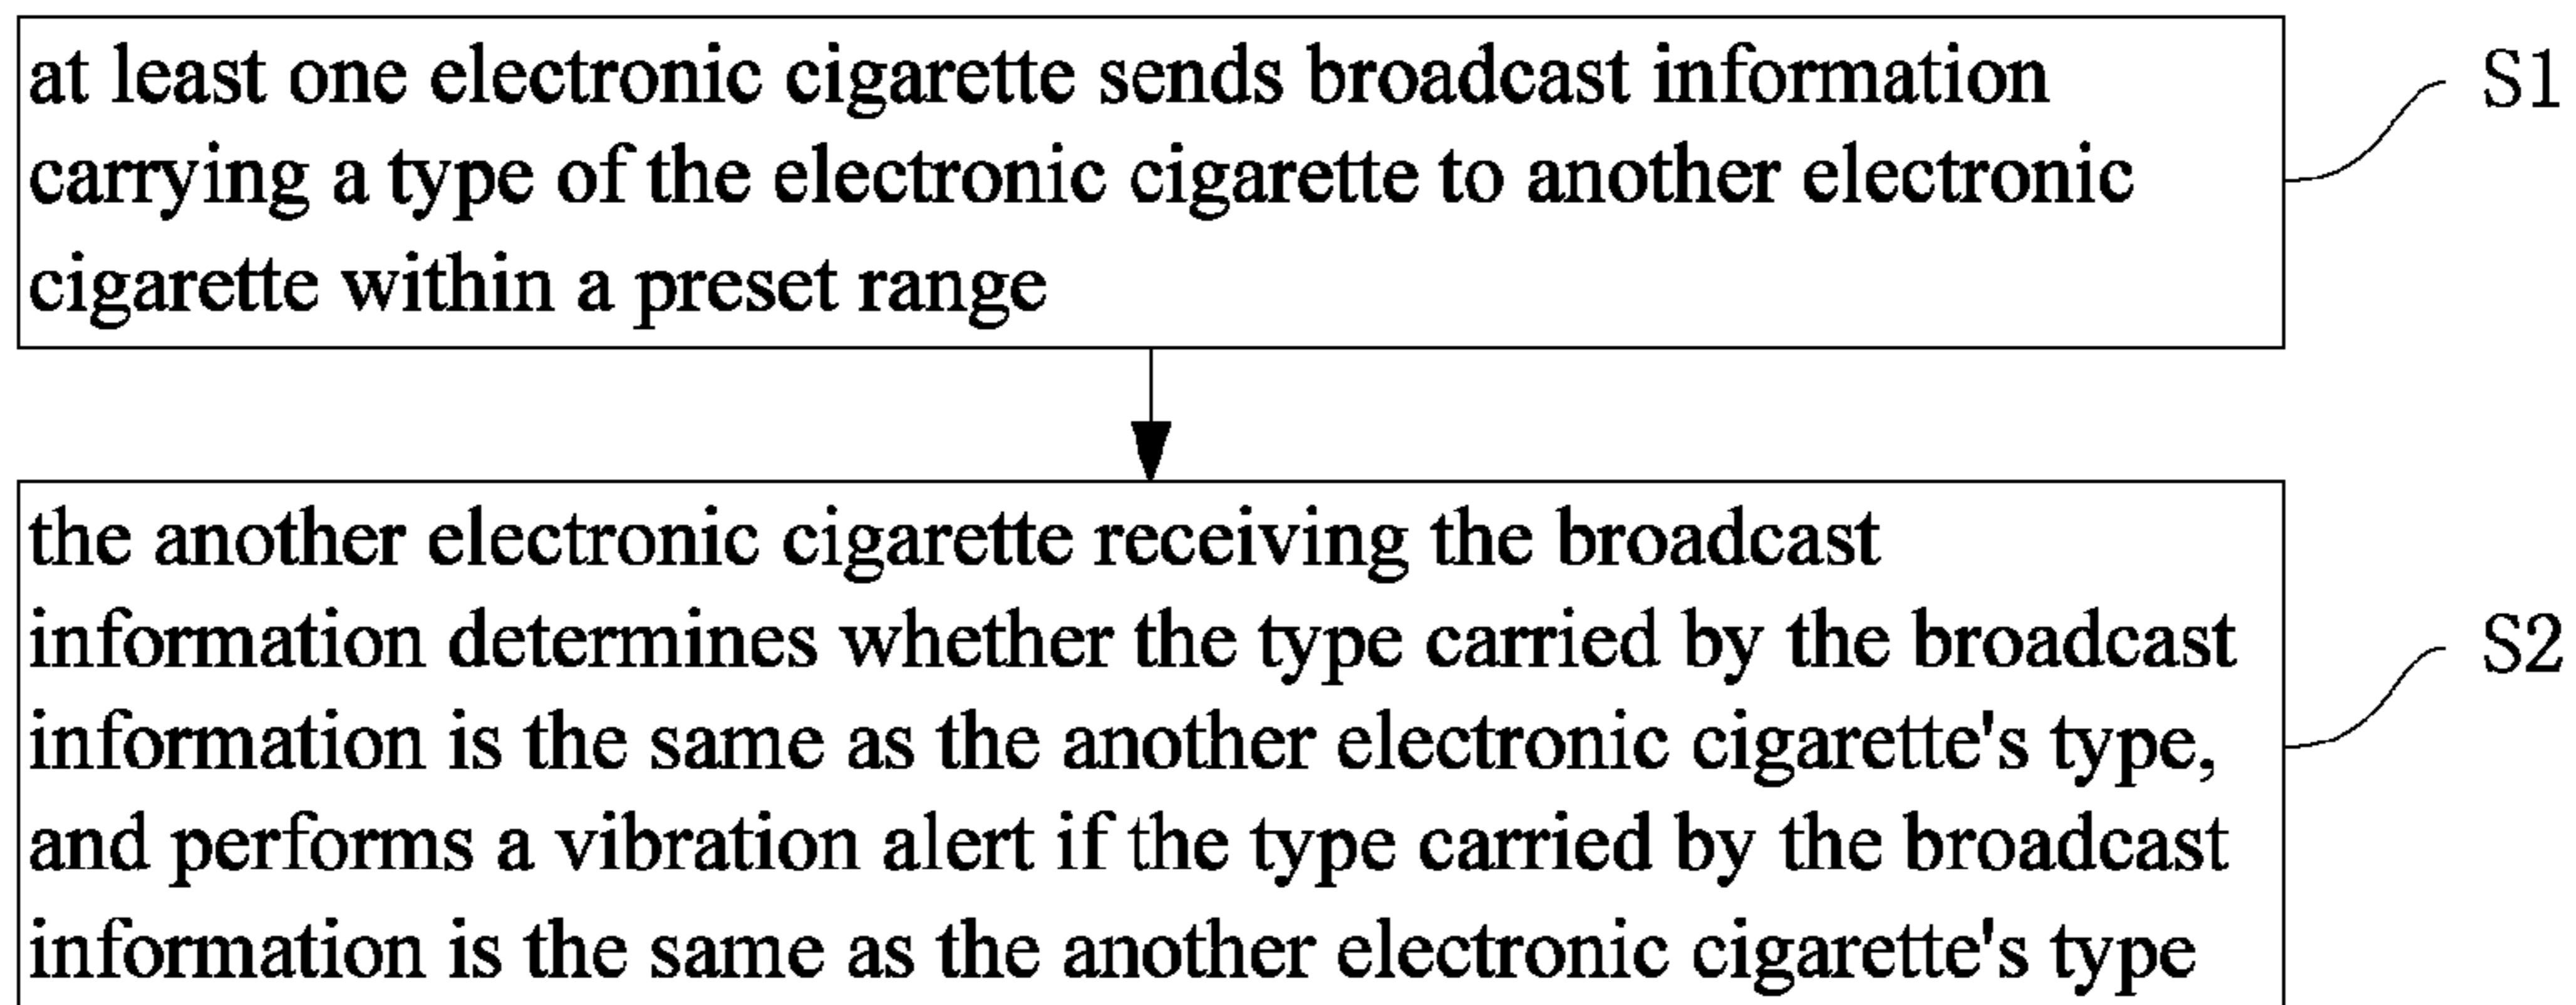 at least one electronic cigarette sends broadcast information
carrying a type of the electronic cigarette to another electronic
cigarette within a preset range
S1
the another electronic cigarette receiving the broadcast
information determines whether the type carried by the broadcast
information is the same as the another electronic cigarette's type,
and performs a vibration alert if the type carried by the broadcast
information is the same as the another electronic cigarette's type
S2